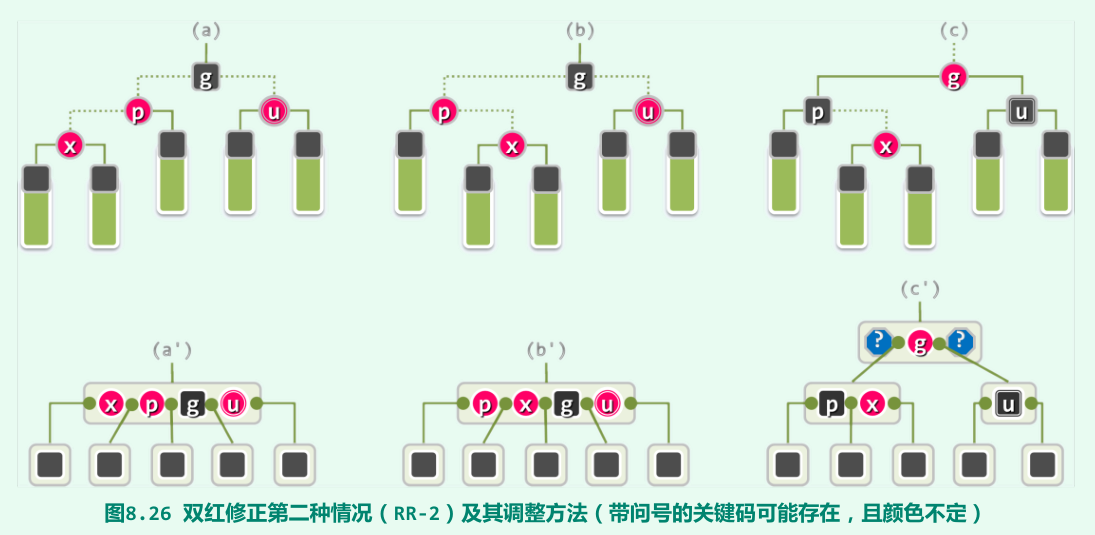 (a) (b) (c)
g g g
p u p u p u
x x x
(c')
? g ?
(a') (b')
x p g u p x g u p x u
图8.26 双红修正第二种情况(RR-2)及其调整方法(带问号的关键码可能存在,且颜色不定)